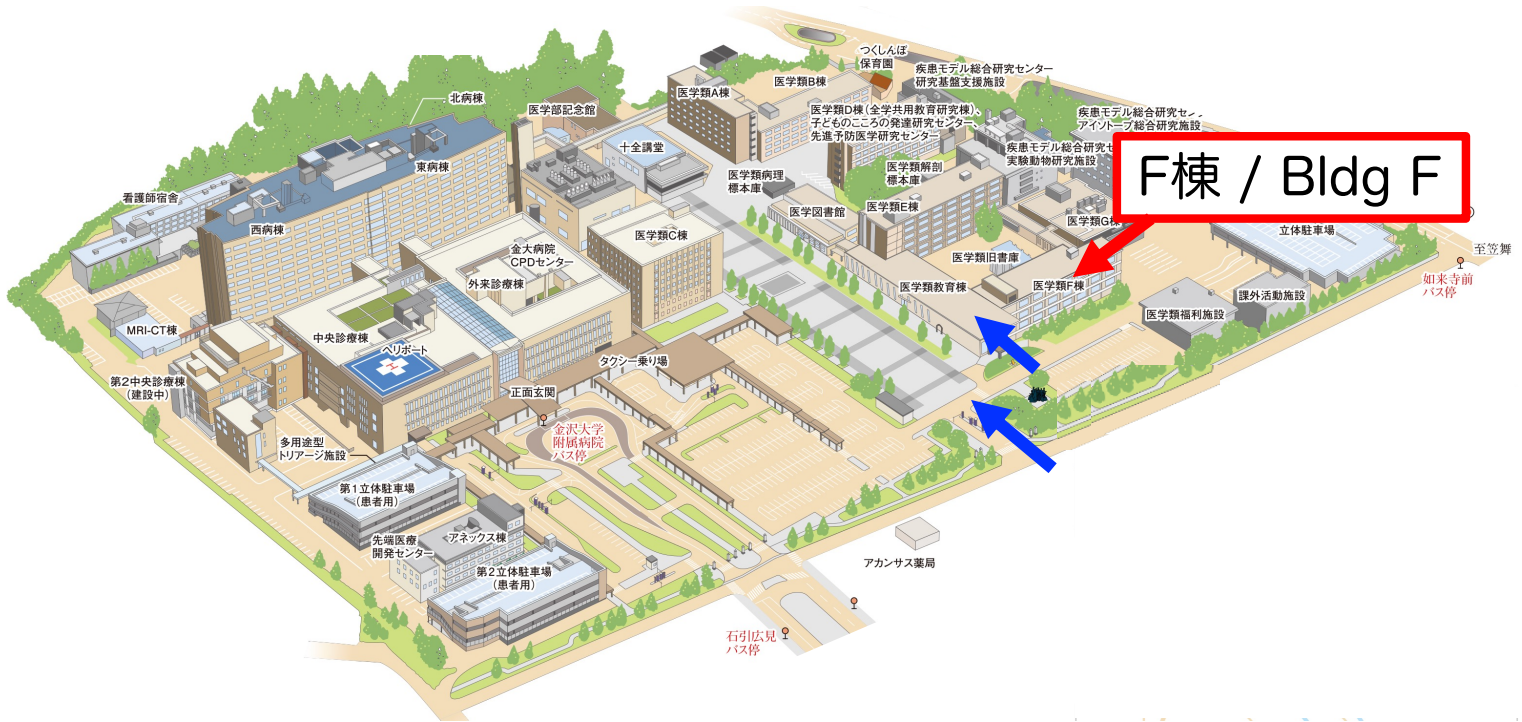 つくしんぼ
保育園
疾患モデル総合研究センター
研究基盤支援施設
医学類B棟
医学類A棟
北病棟
医学部記念館
医学類D棟(全学共用教育研究棟)、
子どものこころの発達研究センター、
先進予防医学研究センター
疾患モデル総合研究セン
アイソトープ総合研究施設
疾患モデル総合研究セ
実験動物研究施設
F棟 / Bldg F
十全講堂
東病棟
医学類病理
標本庫
医学類解剖
標本庫
看護師宿舎
医学図書館
医学類E棟
医学類G棟
西病棟
医学類C棟
立体駐車場
至笠舞
金大病院
CPDセンター
外来診療棟
医学類旧書庫
医学類教育棟
医学類F棟
如来寺前
バス停
課外活動施設
医学類福利施設
MRI-CT棟
中央診療棟
ヘリポート
タクシー乗り場
第2中央診療棟
(建設中)
正面玄関
金沢大学
附属病院
バス停
多用途型
トリアージ施設
第1立体駐車場
(患者用)
先端医療
開発センター
アネックス棟
第2立体駐車場
(患者用)
アカンサス薬局
石引広見
バス停